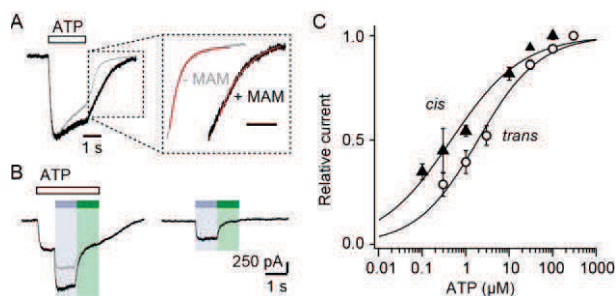 A
ATP
- MAM
+ MAM
1 s
B
ATP
250 pA
1 s
C
Relative current
1.0
0.5
0.0
cis
trans
0.01
0.1
1
10
100
1000
ATP (µM)